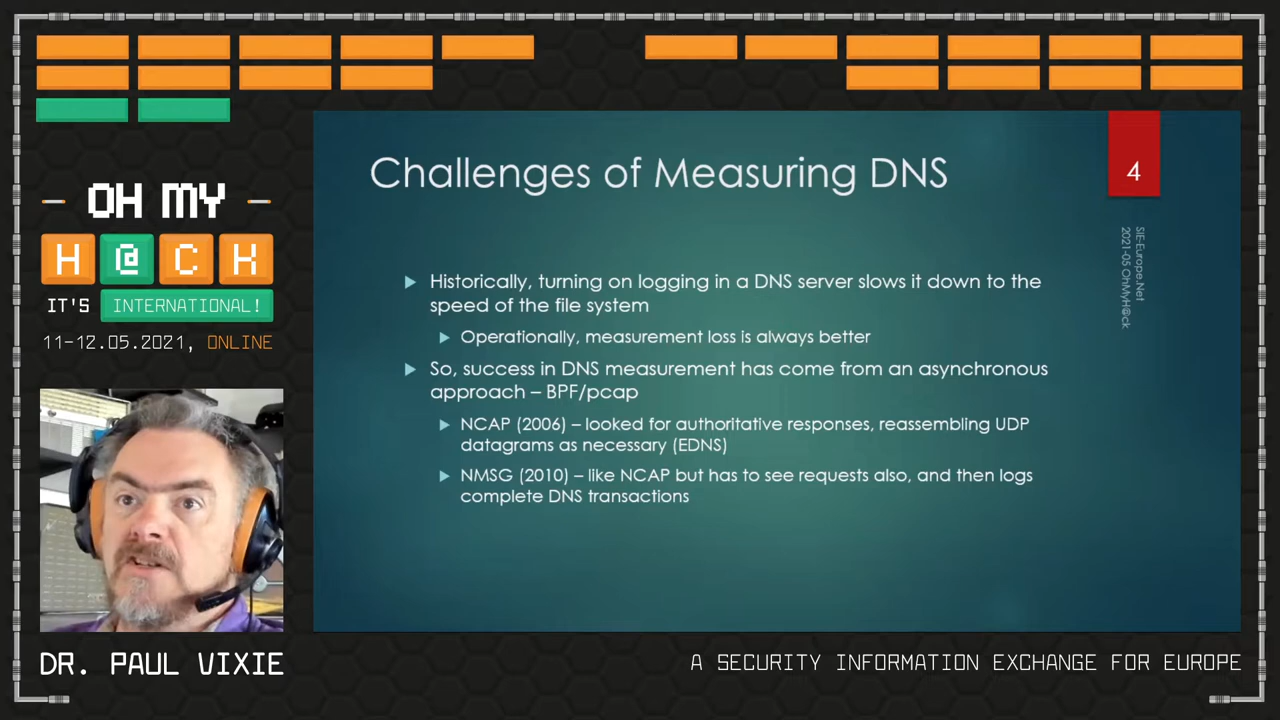 OH MY
H@CK
IT'S INTERNATIONAL!
11-12.05.2021, ONLINE
Challenges of Measuring DNS
4
SIE-Europe.Net
2021-05 OhMyH@ck
Historically, turning on logging in a DNS server slows it down to the
speed of the file system
Operationally, measurement loss is always better
So, success in DNS measurement has come from an asynchronous
approach – BPF/pcap
NCAP (2006) – looked for authoritative responses, reassembling UDP
datagrams as necessary (EDNS)
NMSG (2010) – like NCAP but has to see requests also, and then logs
complete DNS transactions
DR. PAUL VIXIE
A SECURITY INFORMATION EXCHANGE FOR EUROPE